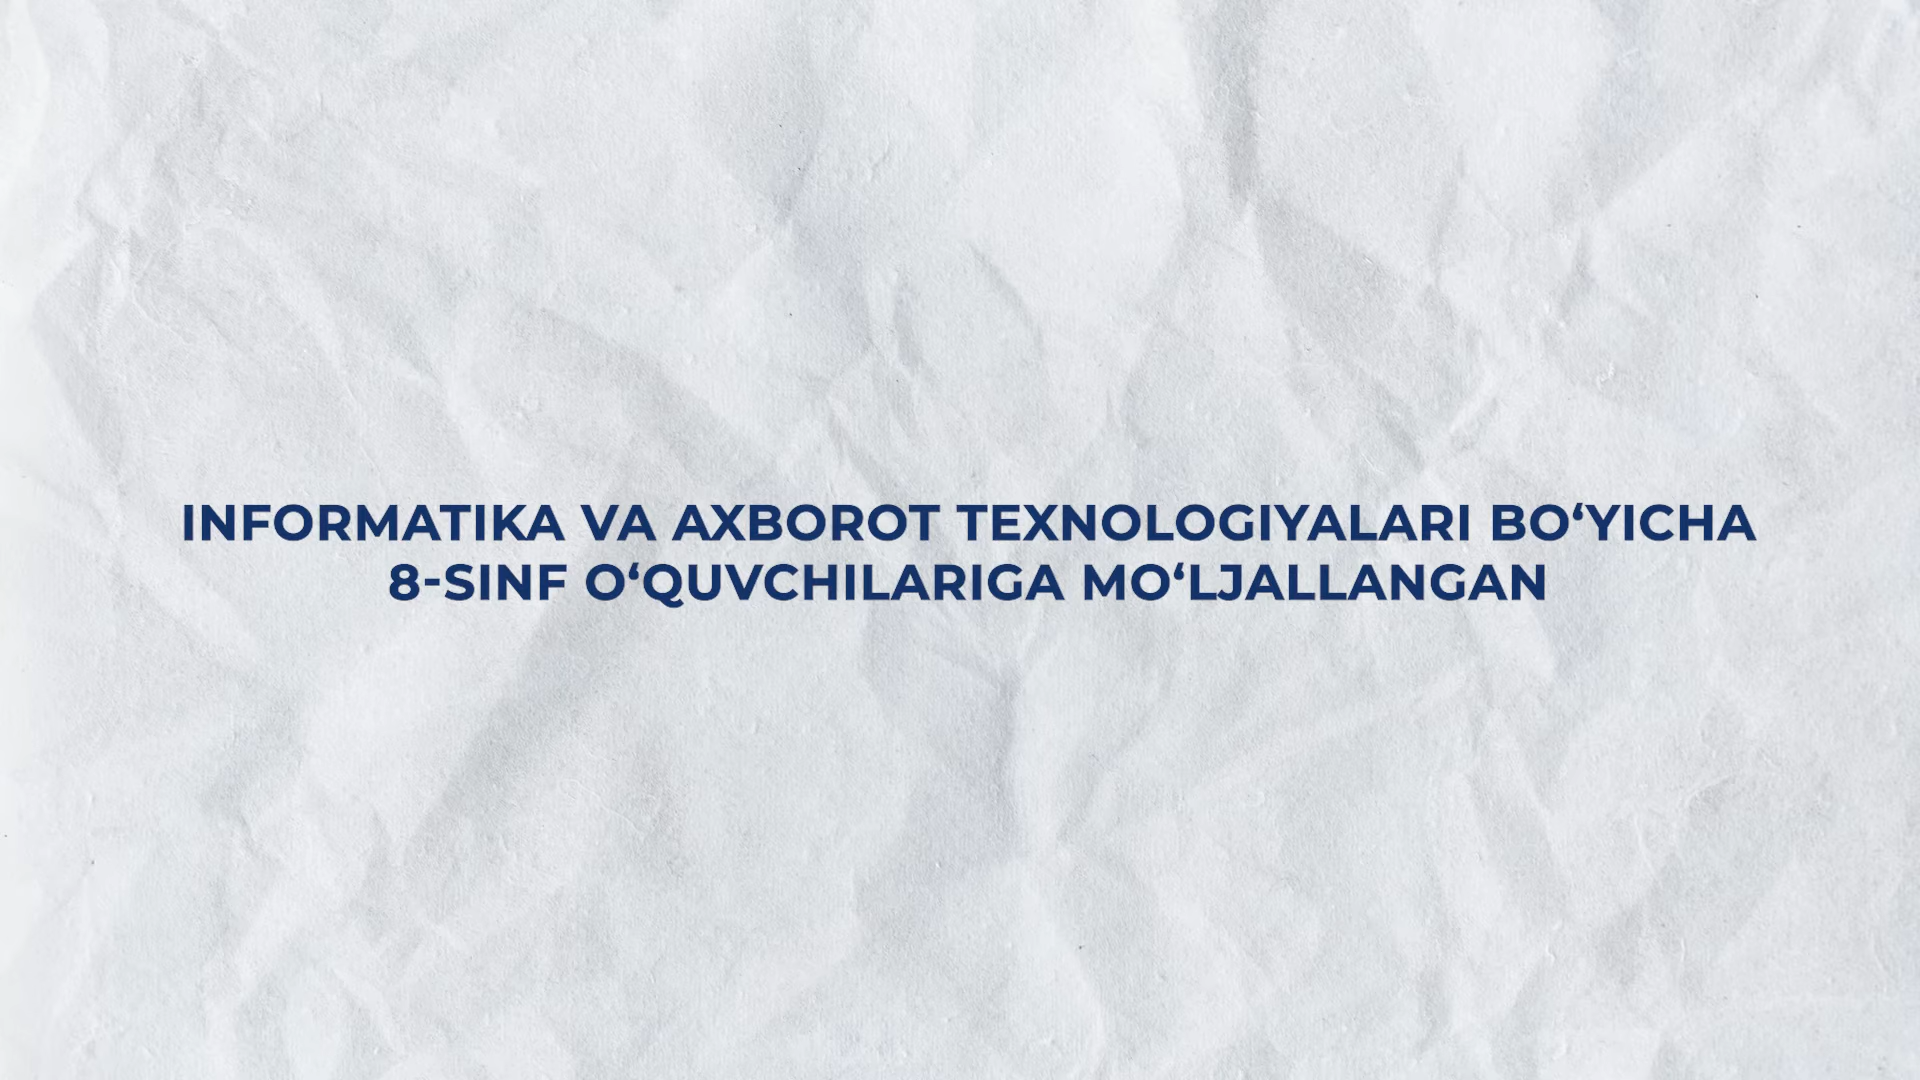 INFORMATIKA VA AXBOROT TEXNOLOGIYALARI BO‘YICHA
8-SINF O‘QUVCHILARIGA MO‘LJALLANGAN